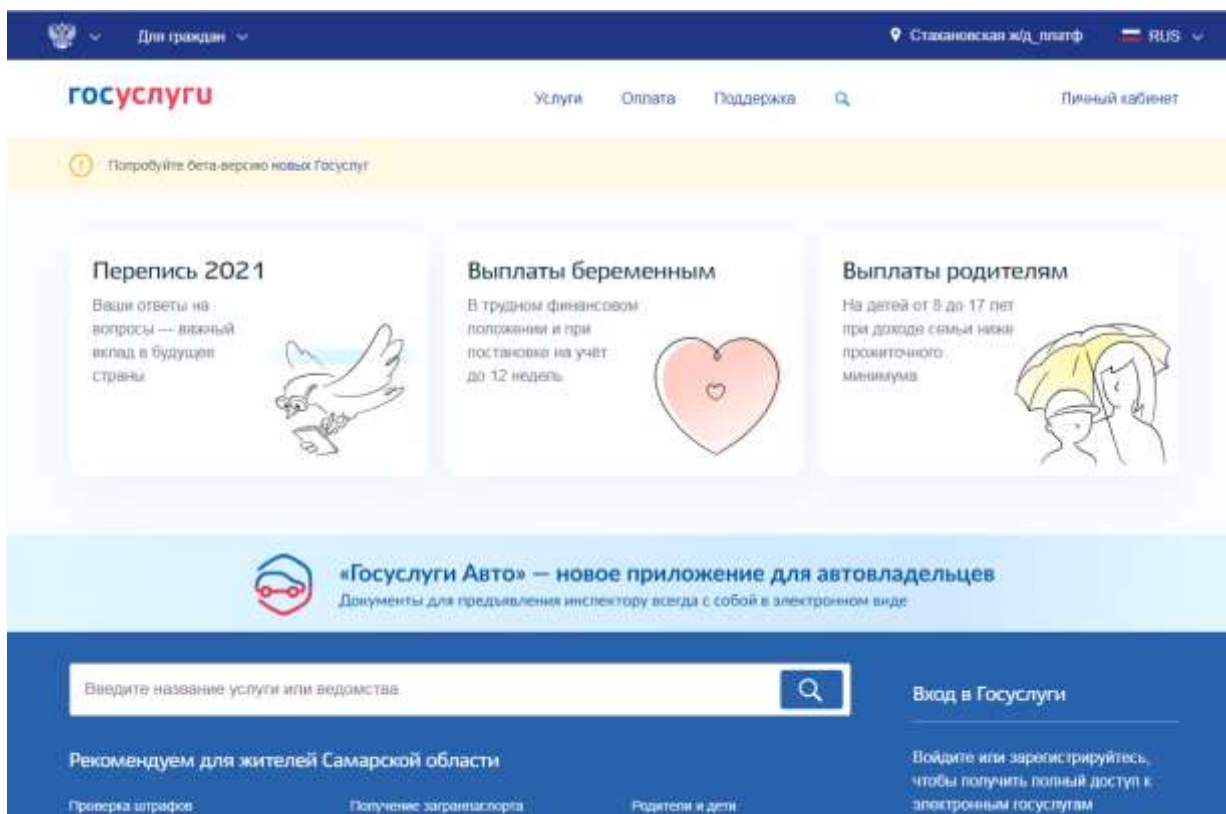 Для граждан
Стахановская ж/д_платф
RUS
госуслуги
Услуги
Оплата
Поддержка
Личный кабинет
Попробуйте бета-версию новых Госуслуг
Перепись 2021
Ваши ответы на
вопросы — важный
вклад в будущее
страны
Выплаты беременным
В трудном финансовом
положении и при
постановке на учёт
до 12 недель
Выплаты родителям
На детей от 8 до 17 лет
при доходе семьи ниже
прожиточного
минимума
«Госуслуги Авто» — новое приложение для автовладельцев
Документы для предъявления инспектору всегда с собой в электронном виде
Введите название услуги или ведомства
Вход в Госуслуги
Рекомендуем для жителей Самарской области
Войдите или зарегистрируйтесь,
чтобы получить полный доступ к
электронным госуслугам
Проверка штрафов
Получение загранпаспорта
Родители и дети